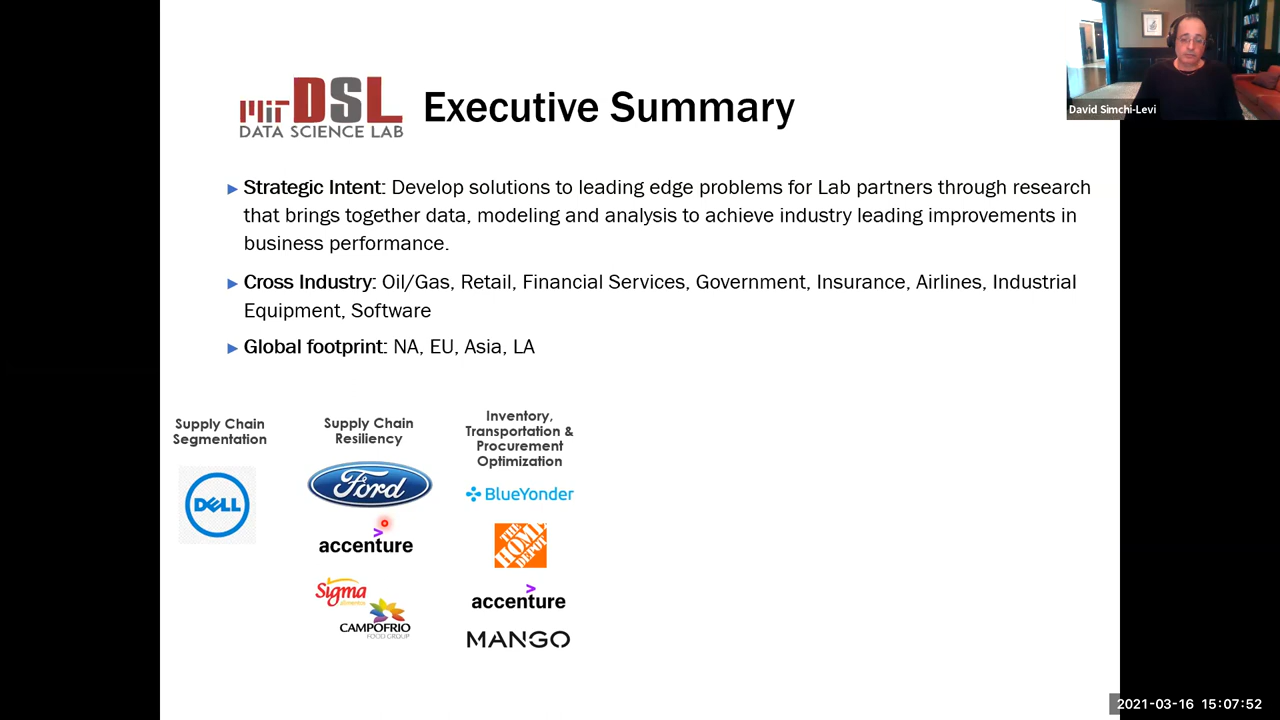 David Simchi-Levi
MIT DSL
DATA SCIENCE LAB
Executive Summary
Strategic Intent: Develop solutions to leading edge problems for Lab partners through research
that brings together data, modeling and analysis to achieve industry leading improvements in
business performance.
Cross Industry: Oil/Gas, Retail, Financial Services, Government, Insurance, Airlines, Industrial
Equipment, Software
Global footprint: NA, EU, Asia, LA
Supply Chain
Segmentation
DELL
Supply Chain
Resiliency
Ford
>
accenture
Sigma
alimentos
CAMPOFRIO
FOOD GROUP
Inventory,
Transportation &
Procurement
Optimization
BlueYonder
THE
HOME
DEPOT
>
accenture
MANGO
2021-03-16 15:07:52